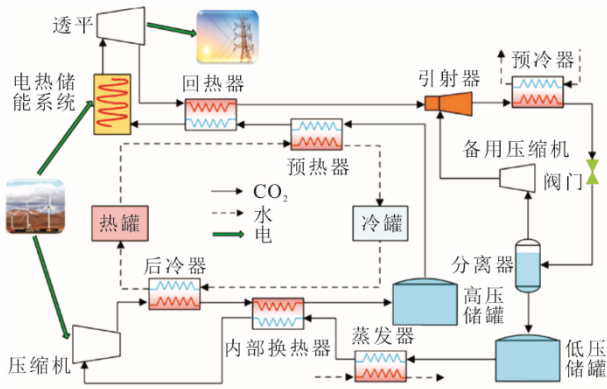 透平
电热储
能系统
回热器
引射器
预冷器
预热器
备用压缩机
阀门
CO₂
水
电
热罐
冷罐
后冷器
分离器
高压
储罐
内部换热器
蒸发器
压缩机
低压
储罐